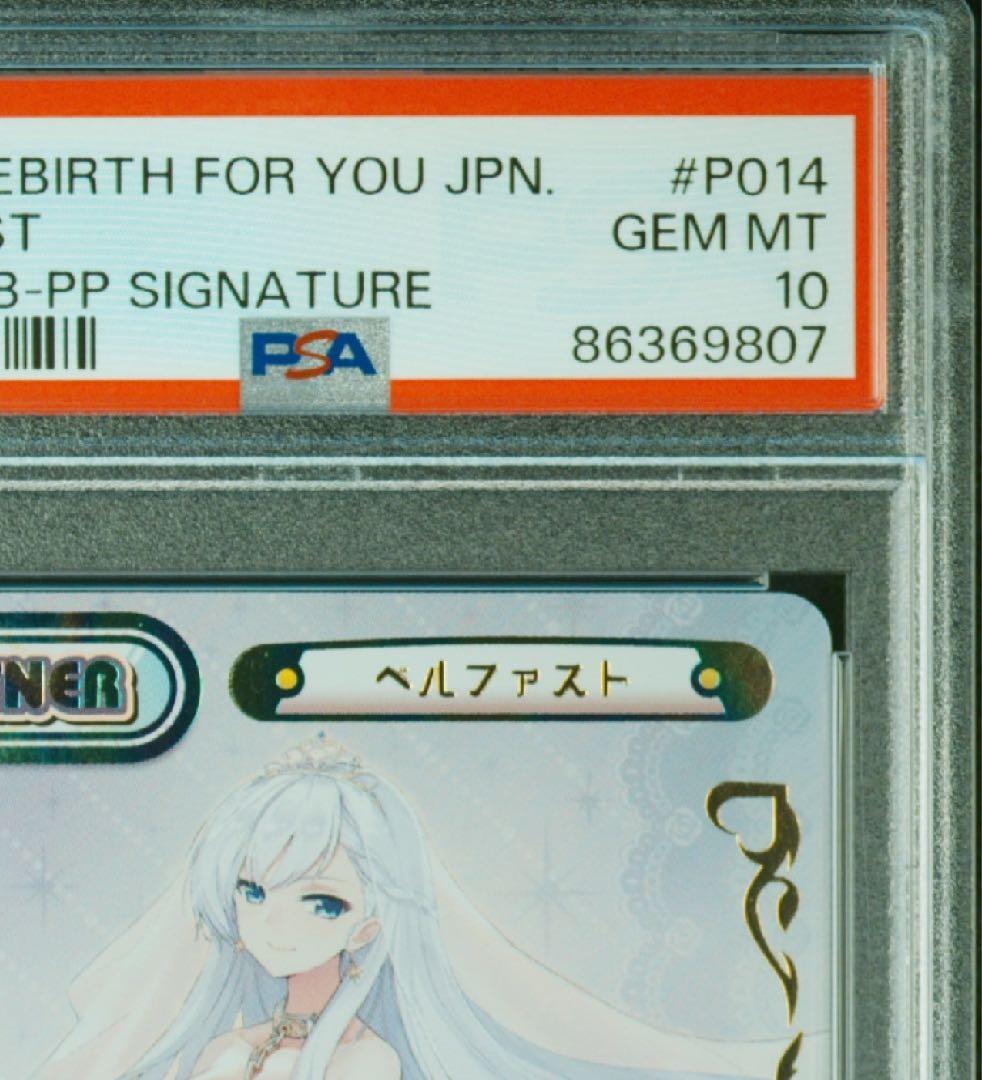 EBIRTH FOR YOU JPN. #P014
ST GEM MT
B-PP SIGNATURE 10
PSA 86369807
NER ベルファスト